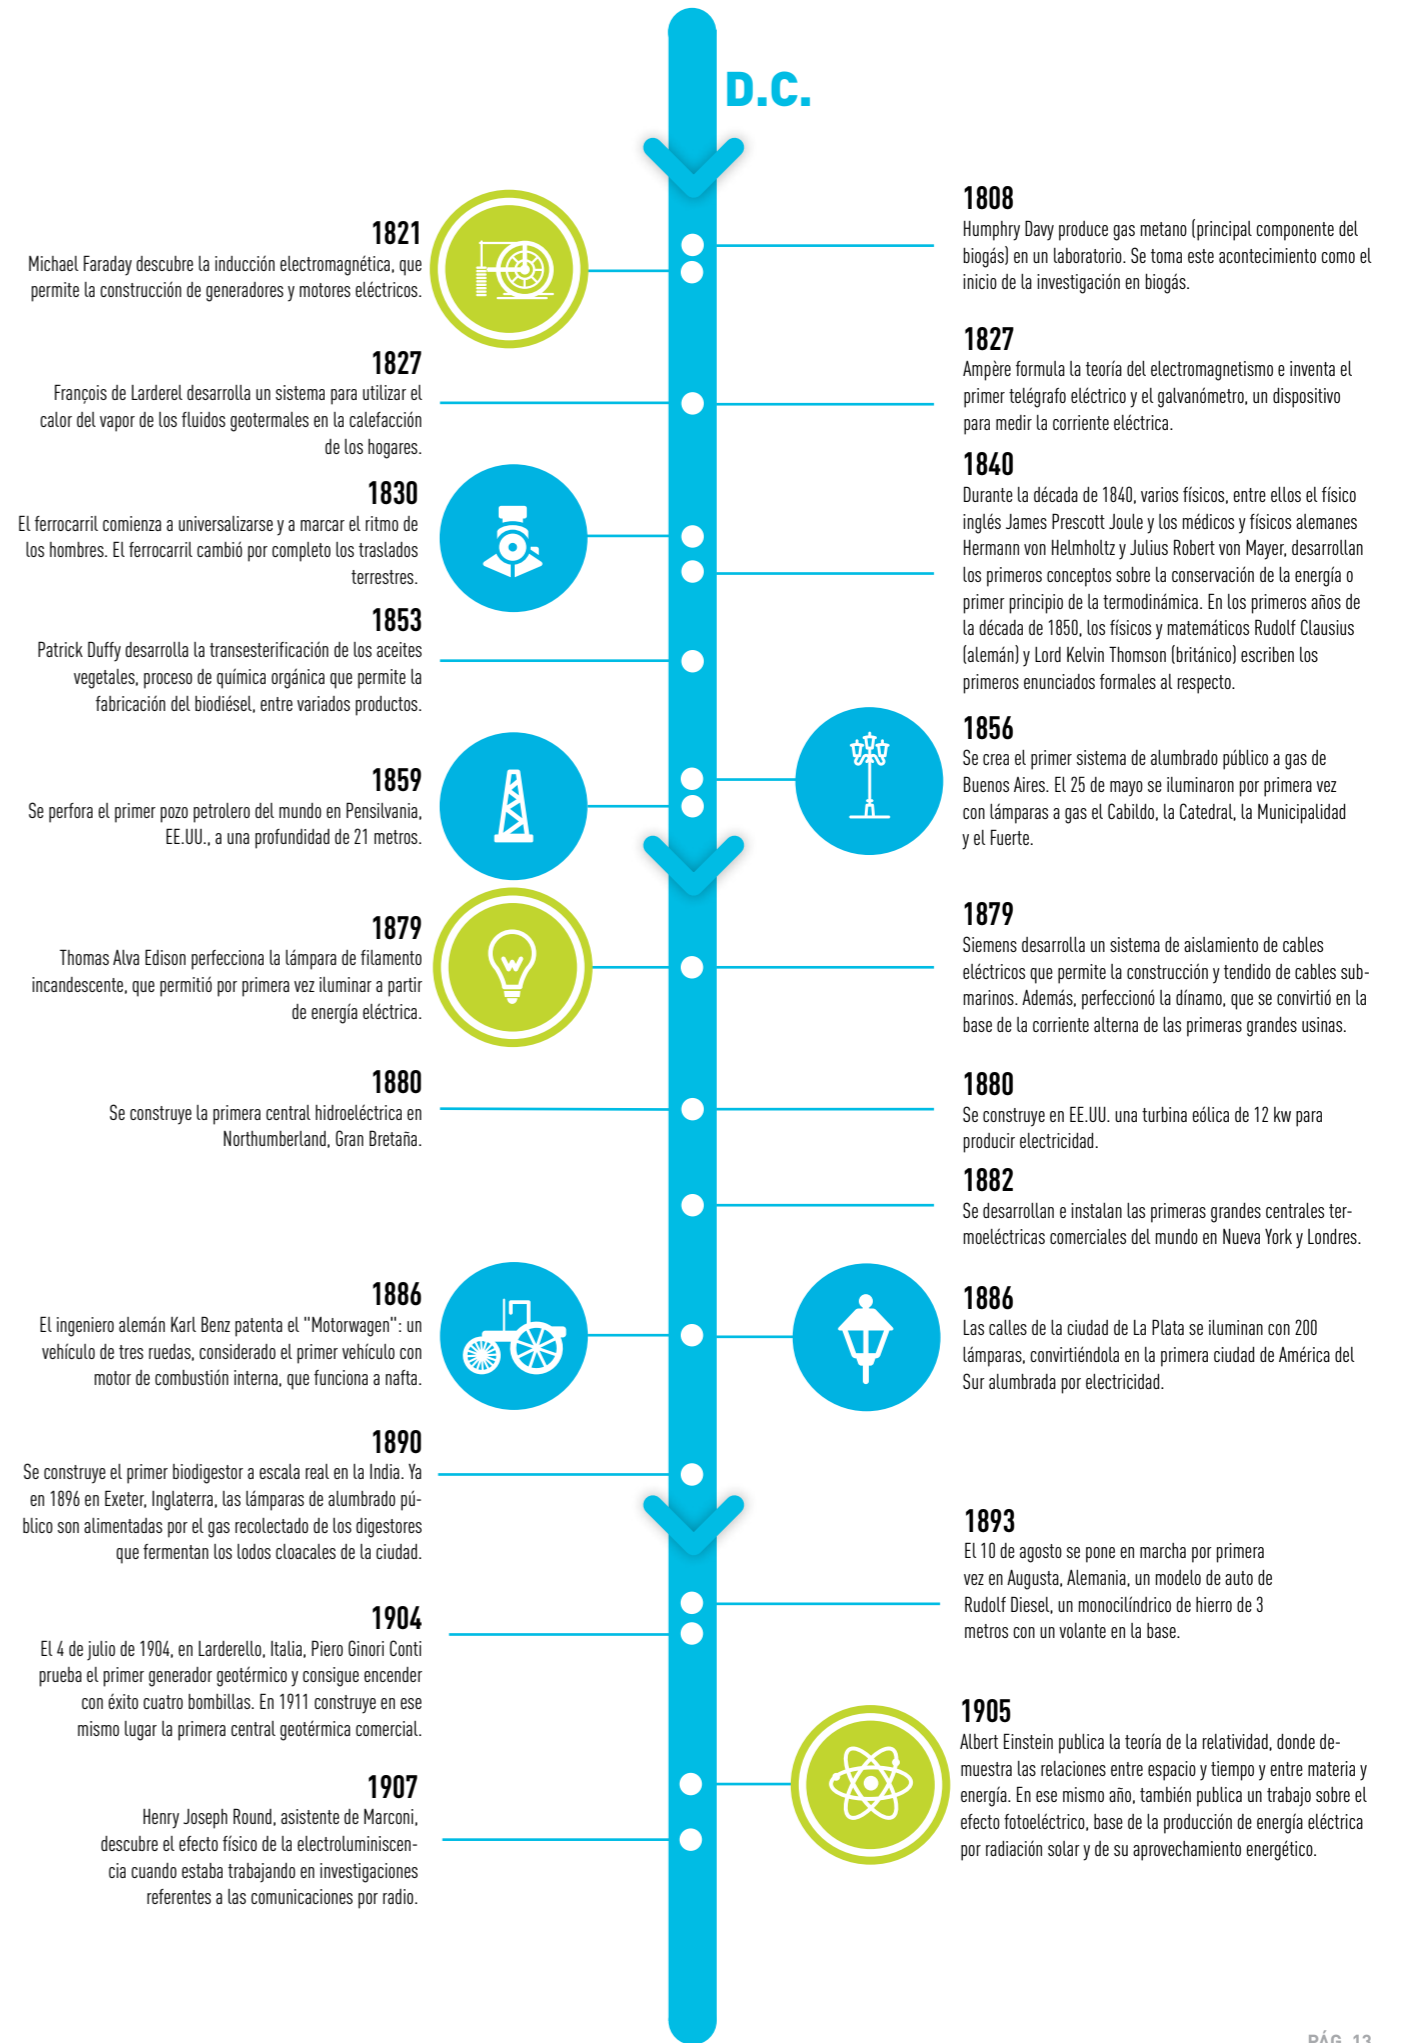 D.C.
1808
Humphry Davy produce gas metano (principal componente del
biogás) en un laboratorio. Se toma este acontecimiento como el
inicio de la investigación en biogás.
1821
Michael Faraday descubre la inducción electromagnética, que
permite la construcción de generadores y motores eléctricos.
1827
Ampère formula la teoría del electromagnetismo e inventa el
primer telégrafo eléctrico y el galvanómetro, un dispositivo
para medir la corriente eléctrica.
1827
François de Larderel desarrolla un sistema para utilizar el
calor del vapor de los fluidos geotermales en la calefacción
de los hogares.
1830
El ferrocarril comienza a universalizarse y a marcar el ritmo de
los hombres. El ferrocarril cambió por completo los traslados
terrestres.
1840
Durante la década de 1840, varios físicos, entre ellos el físico
inglés James Prescott Joule y los médicos y físicos alemanes
Hermann von Helmholtz y Julius Robert von Mayer, desarrollan
los primeros conceptos sobre la conservación de la energía o
primer principio de la termodinámica. En los primeros años de
la década de 1850, los físicos y matemáticos Rudolf Clausius
(alemán) y Lord Kelvin Thomson (británico) escriben los
primeros enunciados formales al respecto.
1853
Patrick Duffy desarrolla la transesterificación de los aceites
vegetales, proceso de química orgánica que permite la
fabricación del biodiésel, entre variados productos.
1856
Se crea el primer sistema de alumbrado público a gas de
Buenos Aires. El 25 de mayo se iluminaron por primera vez
con lámparas a gas el Cabildo, la Catedral, la Municipalidad
y el Fuerte.
1859
Se perfora el primer pozo petrolero del mundo en Pensilvania,
EE.UU., a una profundidad de 21 metros.
1879
Thomas Alva Edison perfecciona la lámpara de filamento
incandescente, que permitió por primera vez iluminar a partir
de energía eléctrica.
1879
Siemens desarrolla un sistema de aislamiento de cables
eléctricos que permite la construcción y tendido de cables sub-
marinos. Además, perfeccionó la dínamo, que se convirtió en la
base de la corriente alterna de las primeras grandes usinas.
1880
Se construye la primera central hidroeléctrica en
Northumberland, Gran Bretaña.
1880
Se construye en EE.UU. una turbina eólica de 12 kw para
producir electricidad.
1882
Se desarrollan e instalan las primeras grandes centrales ter-
moeléctricas comerciales del mundo en Nueva York y Londres.
1886
El ingeniero alemán Karl Benz patenta el "Motorwagen": un
vehículo de tres ruedas, considerado el primer vehículo con
motor de combustión interna, que funciona a nafta.
1886
Las calles de la ciudad de La Plata se iluminan con 200
lámparas, convirtiéndola en la primera ciudad de América del
Sur alumbrada por electricidad.
1890
Se construye el primer biodigestor a escala real en la India. Ya
en 1896 en Exeter, Inglaterra, las lámparas de alumbrado pú-
blico son alimentadas por el gas recolectado de los digestores
que fermentan los lodos cloacales de la ciudad.
1893
El 10 de agosto se pone en marcha por primera
vez en Augusta, Alemania, un modelo de auto de
Rudolf Diesel, un monocilíndrico de hierro de 3
metros con un volante en la base.
1904
El 4 de julio de 1904, en Larderello, Italia, Piero Ginori Conti
prueba el primer generador geotérmico y consigue encender
con éxito cuatro bombillas. En 1911 construye en ese
mismo lugar la primera central geotérmica comercial.
1905
Albert Einstein publica la teoría de la relatividad, donde de-
muestra las relaciones entre espacio y tiempo y entre materia y
energía. En ese mismo año, también publica un trabajo sobre el
efecto fotoeléctrico, base de la producción de energía eléctrica
por radiación solar y de su aprovechamiento energético.
1907
Henry Joseph Round, asistente de Marconi,
descubre el efecto físico de la electroluminiscen-
cia cuando estaba trabajando en investigaciones
referentes a las comunicaciones por radio.
PÁG. 13